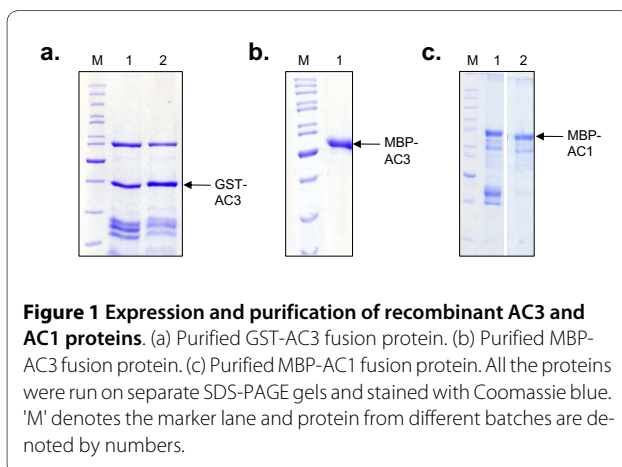 a.
M 1 2
GST-
AC3
b.
M 1
MBP-
AC3
c.
M 1 2
MBP-
AC1
Figure 1 Expression and purification of recombinant AC3 and
AC1 proteins. (a) Purified GST-AC3 fusion protein. (b) Purified MBP-
AC3 fusion protein. (c) Purified MBP-AC1 fusion protein. All the proteins
were run on separate SDS-PAGE gels and stained with Coomassie blue.
'M' denotes the marker lane and protein from different batches are de-
noted by numbers.